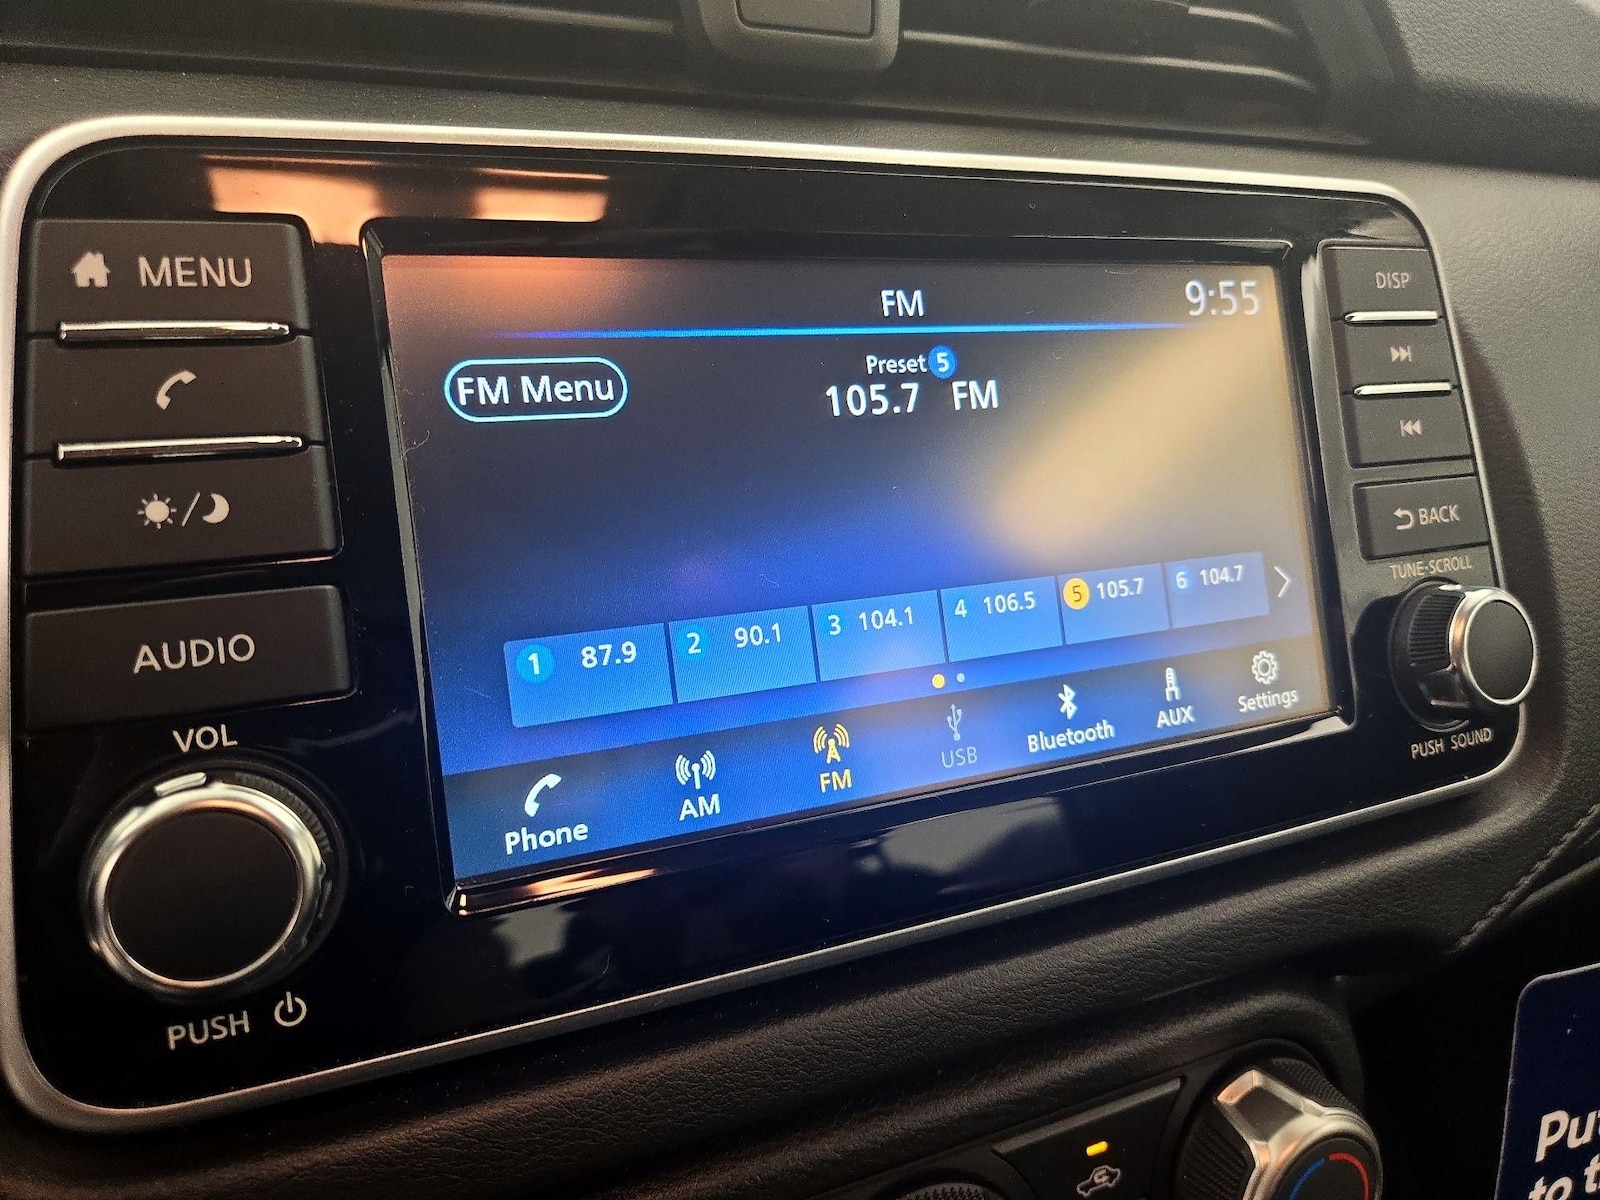 MENU
AUDIO
VOL
PUSH
FM
9:55
FM Menu
Preset 5
105.7 FM
1 87.9
2 90.1
3 104.1
4 106.5
5 105.7
6 104.7
Phone
AM
FM
USB
Bluetooth
AUX
Settings
DISP
BACK
TUNE·SCROLL
PUSH SOUND
to